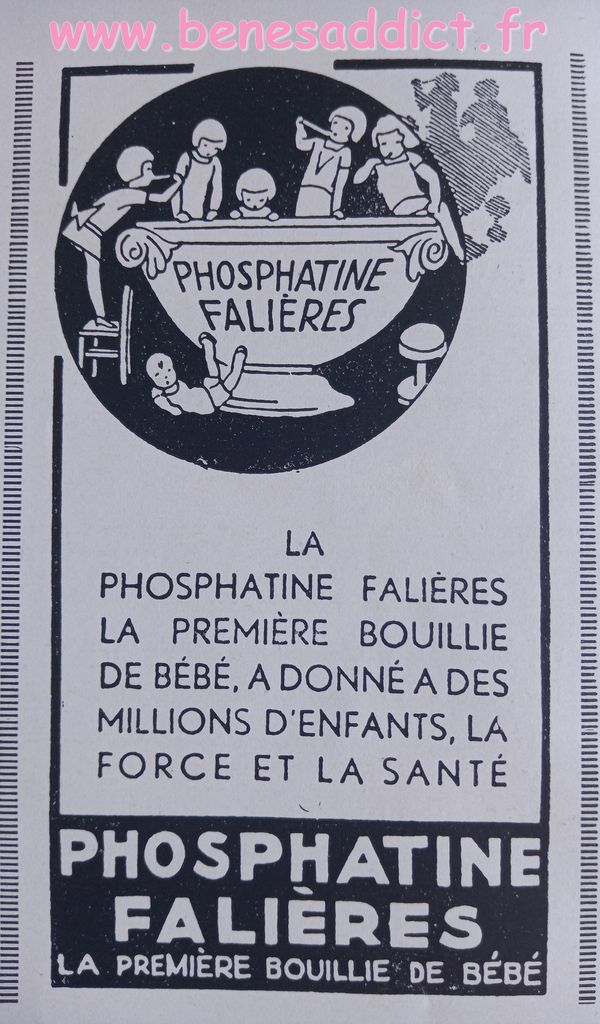 www.benesaddict.fr
PHOSPHATINE
FALIÈRES
LA
PHOSPHATINE FALIÈRES
LA PREMIÈRE BOUILLIE
DE BÉBÉ, A DONNÉ A DES
MILLIONS D'ENFANTS, LA
FORCE ET LA SANTÉ
PHOSPHATINE
FALIÈRES
LA PREMIÈRE BOUILLIE DE BÉBÉ